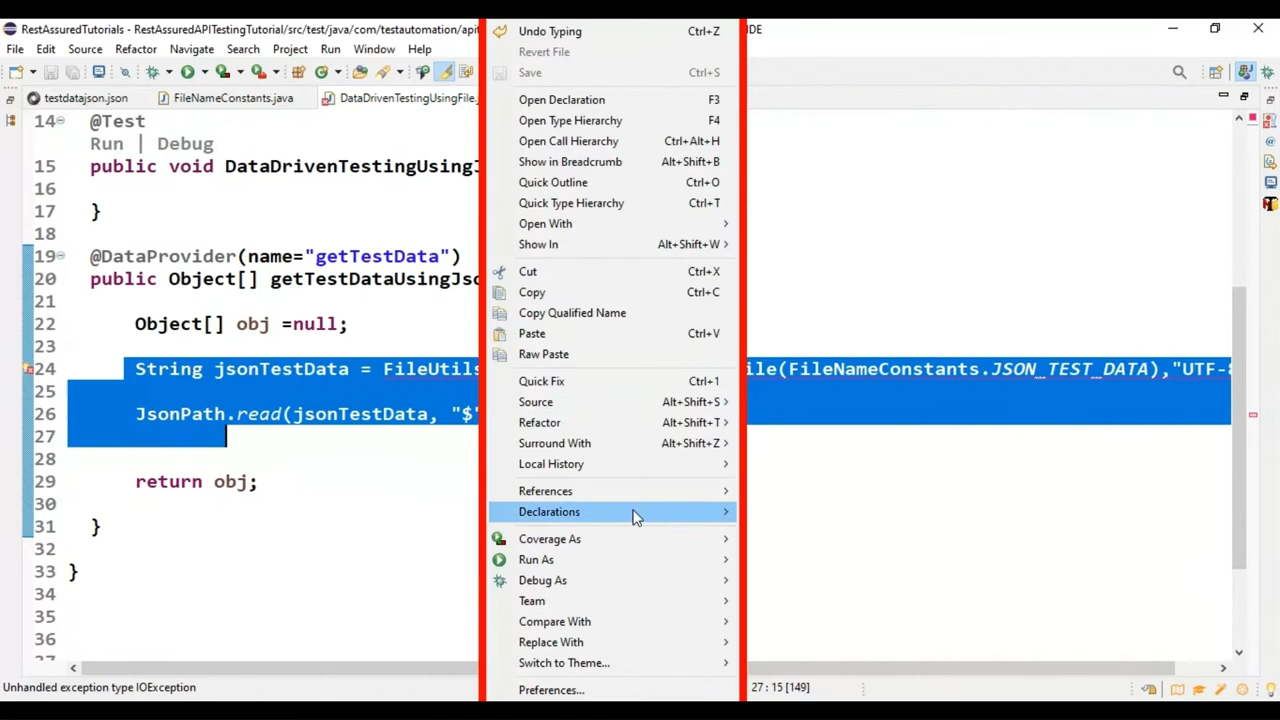 RestAssuredTutorials - RestAssuredAPITestingTutorial/src/test/java/com/testautomation/apit
IDE
File Edit Source Refactor Navigate Search Project Run Window Help
testdatajson.json FileNameConstants.java DataDrivenTestingUsingFile.j
14 @Test
Run | Debug
15 public void DataDrivenTestingUsingJ
16
17 }
18
19 @DataProvider(name="getTestData")
20 public Object[] getTestDataUsingJso
21
22 Object[] obj =null;
23
24 String jsonTestData = FileUtils ile(FileNameConstants.JSON_TEST_DATA),"UTF-8
25
26 JsonPath.read(jsonTestData, "$"
27
28
29 return obj;
30
31 }
32
33 }
34
35
36
37
Unhandled exception type IOException
27 : 15 [149]
Undo Typing Ctrl+Z
Revert File
Save Ctrl+S
Open Declaration F3
Open Type Hierarchy F4
Open Call Hierarchy Ctrl+Alt+H
Show in Breadcrumb Alt+Shift+B
Quick Outline Ctrl+O
Quick Type Hierarchy Ctrl+T
Open With
Show In Alt+Shift+W
Cut Ctrl+X
Copy Ctrl+C
Copy Qualified Name
Paste Ctrl+V
Raw Paste
Quick Fix Ctrl+1
Source Alt+Shift+S
Refactor Alt+Shift+T
Surround With Alt+Shift+Z
Local History
References
Declarations
Coverage As
Run As
Debug As
Team
Compare With
Replace With
Switch to Theme...
Preferences...